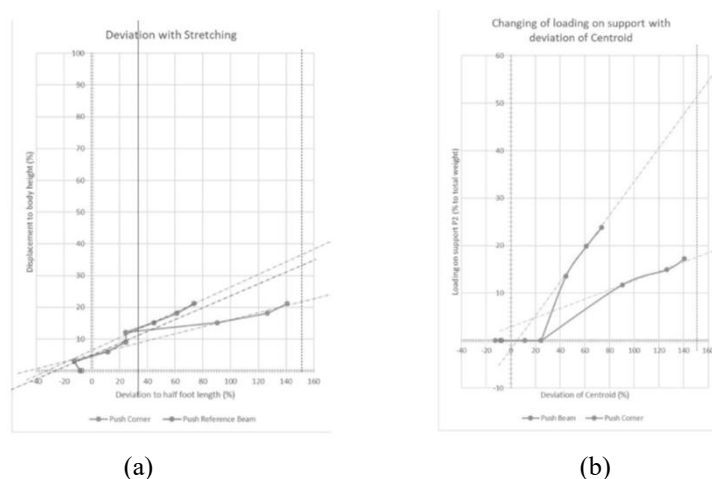 Deviation with Stretching
Displacement to body height (%)
100
90
80
70
60
50
40
30
20
10
0
-40 -20 0 20 40 60 80 100 120 140 160
Deviation to half foot length (%)
Push Corner Push Reference Beam
(a)
Changing of loading on support with
deviation of Centroid
Loading on support P2 (% to total weight)
60
50
40
30
20
10
0
-10
-40 -20 0 20 40 60 80 100 120 140 160
Deviation of Centroid (%)
Push Beam Push Corner
(b)